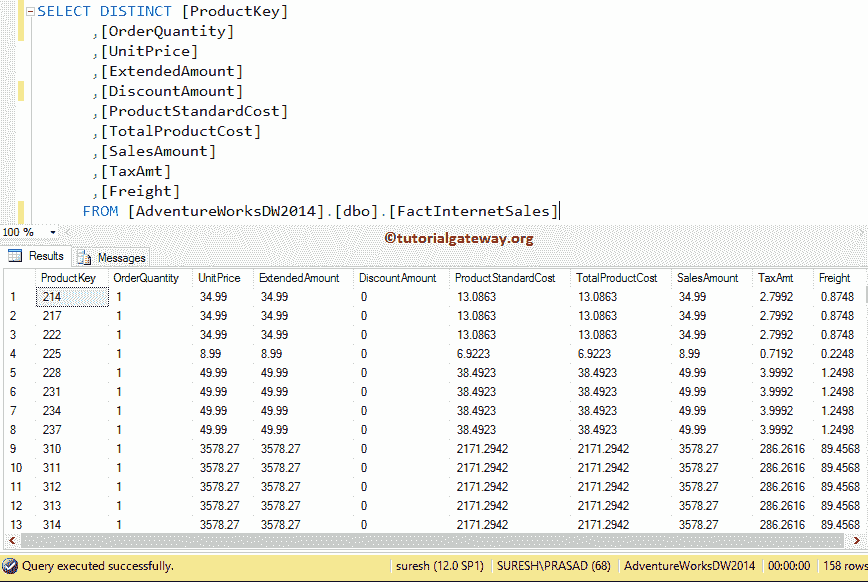 SELECT DISTINCT [ProductKey]
,[OrderQuantity]
,[UnitPrice]
,[ExtendedAmount]
,[DiscountAmount]
,[ProductStandardCost]
,[TotalProductCost]
,[SalesAmount]
,[TaxAmt]
,[Freight]
FROM [AdventureWorksDW2014].[dbo].[FactInternetSales]
100 %
©tutorialgateway.org
Results Messages
ProductKey OrderQuantity UnitPrice ExtendedAmount DiscountAmount ProductStandardCost TotalProductCost SalesAmount TaxAmt Freight
1 214 1 34.99 34.99 0 13.0863 13.0863 34.99 2.7992 0.8748
2 217 1 34.99 34.99 0 13.0863 13.0863 34.99 2.7992 0.8748
3 222 1 34.99 34.99 0 13.0863 13.0863 34.99 2.7992 0.8748
4 225 1 8.99 8.99 0 6.9223 6.9223 8.99 0.7192 0.2248
5 228 1 49.99 49.99 0 38.4923 38.4923 49.99 3.9992 1.2498
6 231 1 49.99 49.99 0 38.4923 38.4923 49.99 3.9992 1.2498
7 234 1 49.99 49.99 0 38.4923 38.4923 49.99 3.9992 1.2498
8 237 1 49.99 49.99 0 38.4923 38.4923 49.99 3.9992 1.2498
9 310 1 3578.27 3578.27 0 2171.2942 2171.2942 3578.27 286.2616 89.4568
10 311 1 3578.27 3578.27 0 2171.2942 2171.2942 3578.27 286.2616 89.4568
11 312 1 3578.27 3578.27 0 2171.2942 2171.2942 3578.27 286.2616 89.4568
12 313 1 3578.27 3578.27 0 2171.2942 2171.2942 3578.27 286.2616 89.4568
13 314 1 3578.27 3578.27 0 2171.2942 2171.2942 3578.27 286.2616 89.4568
Query executed successfully. suresh (12.0 SP1) SURESH\PRASAD (68) AdventureWorksDW2014 00:00:00 158 rows